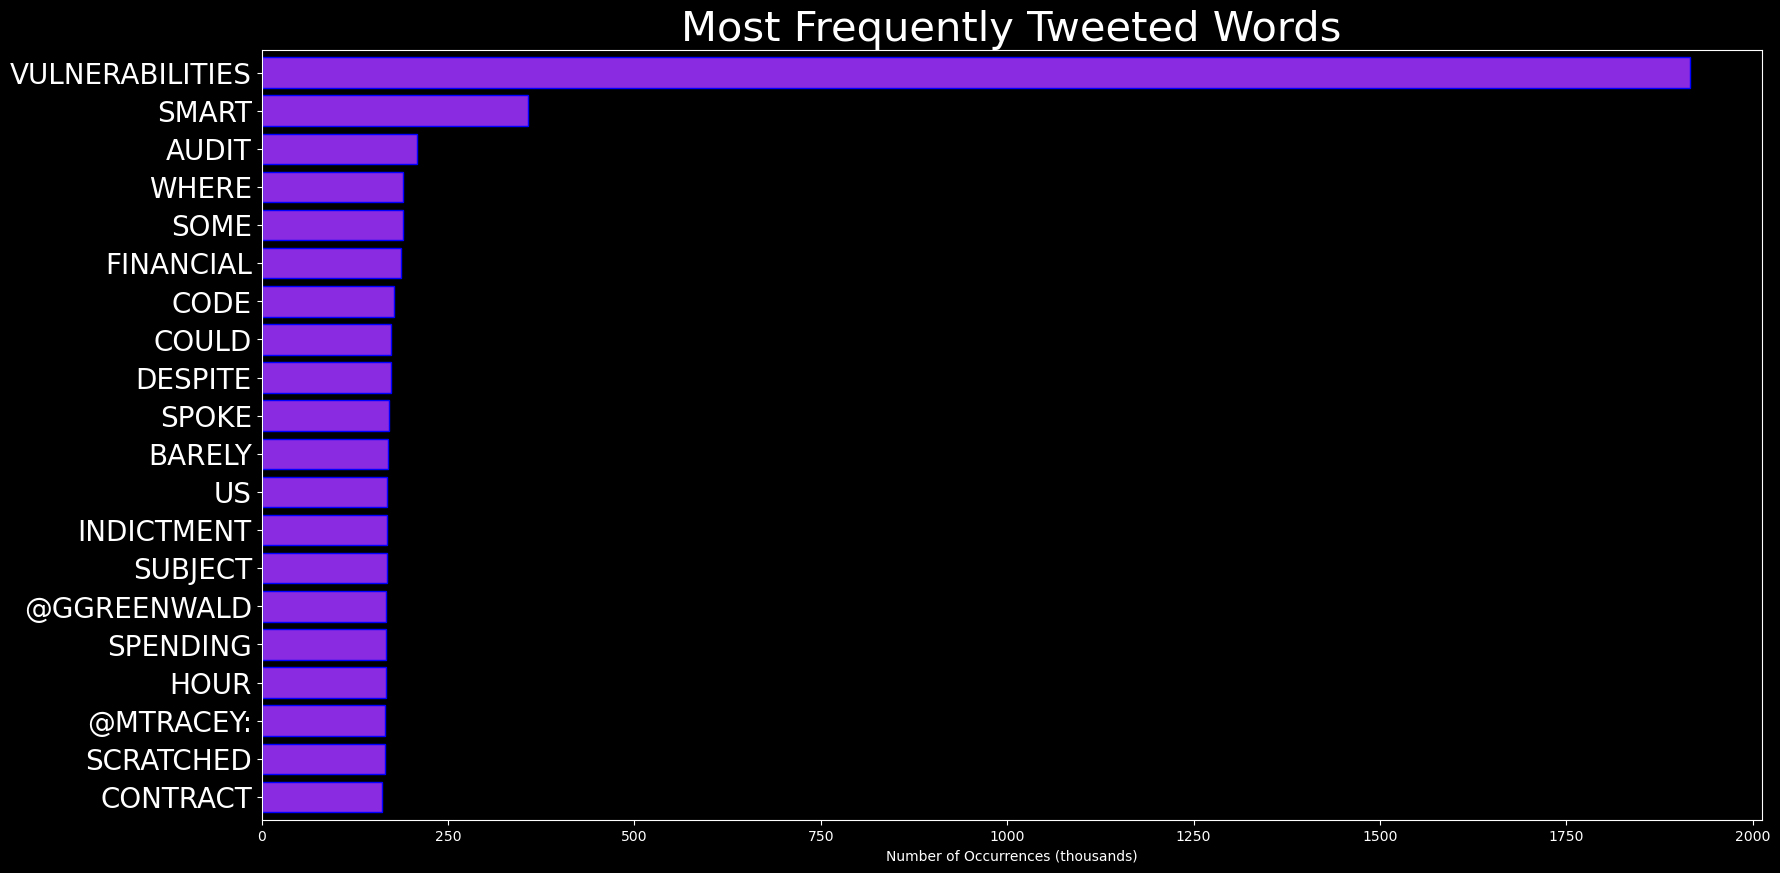 Most Frequently Tweeted Words
VULNERABILITIES
SMART
AUDIT
WHERE
SOME
FINANCIAL
CODE
COULD
DESPITE
SPOKE
BARELY
US
INDICTMENT
SUBJECT
@GGREENWALD
SPENDING
HOUR
@MTRACEY:
SCRATCHED
CONTRACT
0 250 500 750 1000 1250 1500 1750 2000
Number of Occurrences (thousands)